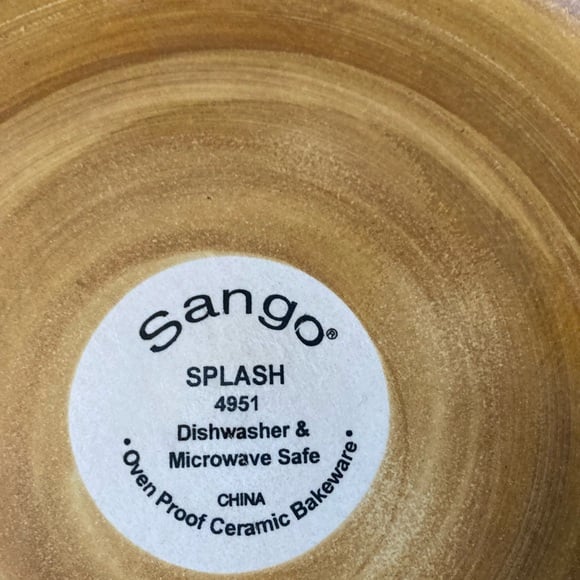 Sango®
SPLASH
4951
Dishwasher &
Microwave Safe
CHINA
• Oven Proof Ceramic Bakeware •